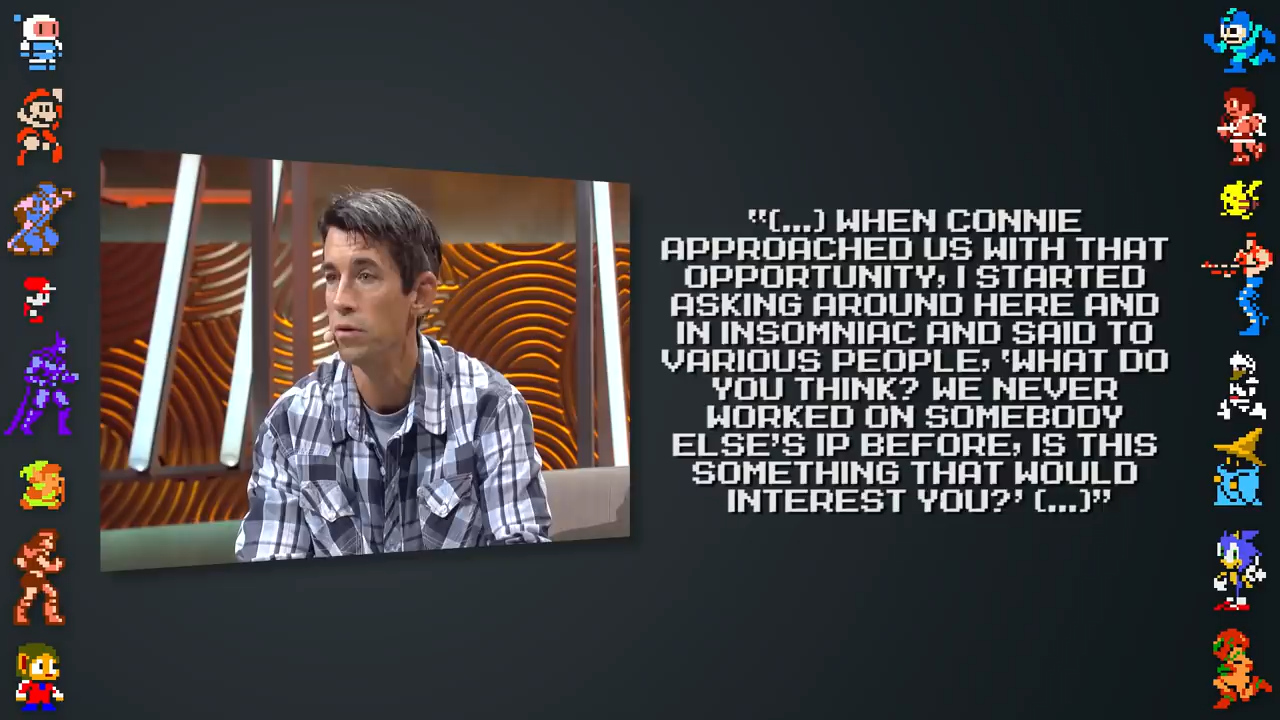 "(...) WHEN CONNIE
APPROACHED US WITH THAT
OPPORTUNITY, I STARTED
ASKING AROUND HERE AND
IN INSOMNIAC AND SAID TO
VARIOUS PEOPLE, 'WHAT DO
YOU THINK? WE NEVER
WORKED ON SOMEBODY
ELSE'S IP BEFORE, IS THIS
SOMETHING THAT WOULD
INTEREST YOU?' (...)"